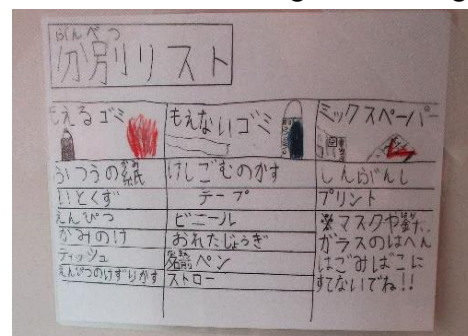 ぶんべつ
分別リスト
もえるゴミ
ふつうの紙
いとくず
えんぴつ
かみのけ
ティッシュ
えんぴつのけずりかす
もえないゴミ
けしごむのかす
テープ
ビニール
おれたじょうぎ
名前ペン
ストロー
ミックスペーパー
しんぶんし
プリント
※マスクや
ガラスのはへん
はごみばこに
すてないでね!!